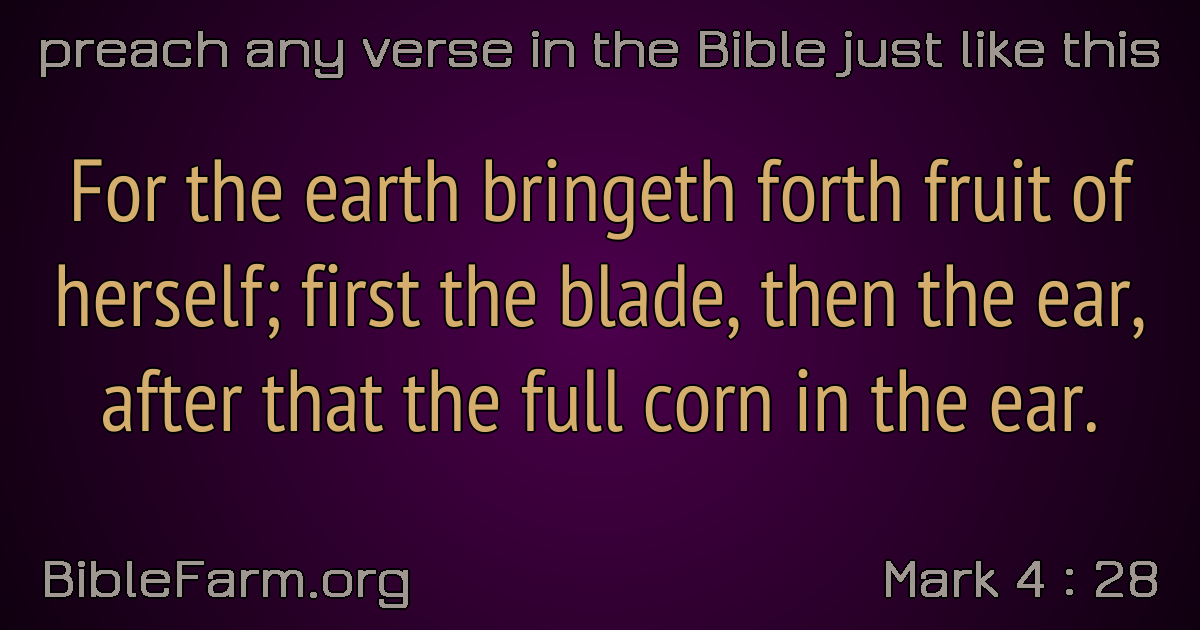 preach any verse in the Bible just like this
For the earth bringeth forth fruit of
herself; first the blade, then the ear,
after that the full corn in the ear.
BibleFarm.org
Mark 4 : 28